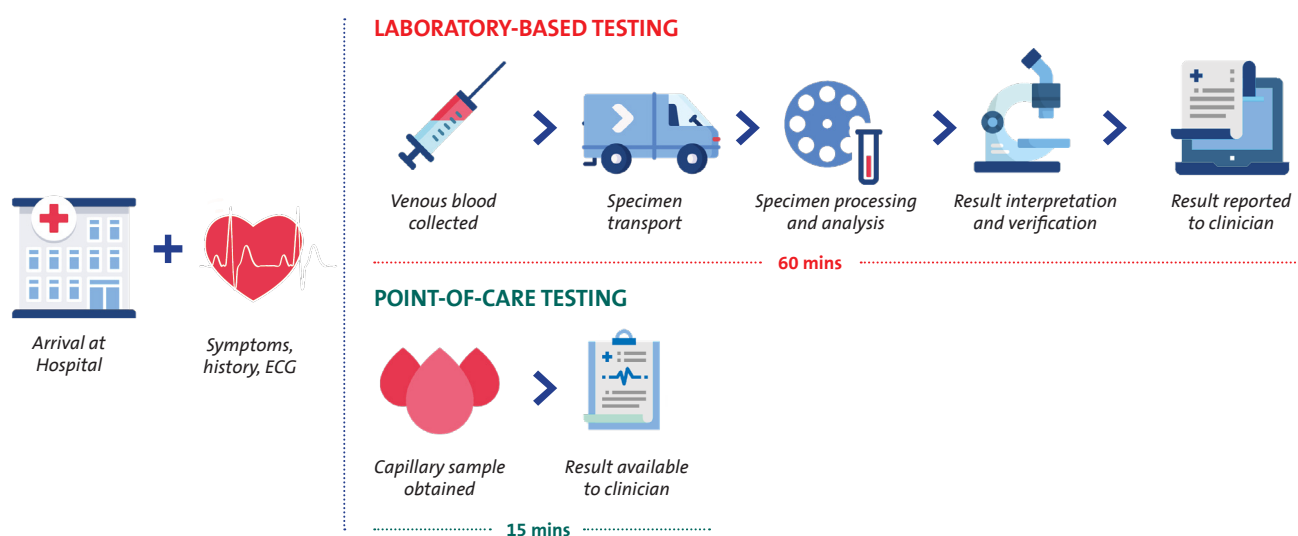 LABORATORY-BASED TESTING
Venous blood
collected
Specimen
transport
Specimen processing
and analysis
Result interpretation
and verification
Result reported
to clinician
60 mins
Arrival at
Hospital
Symptoms,
history, ECG
POINT-OF-CARE TESTING
Capillary sample
obtained
Result available
to clinician
15 mins